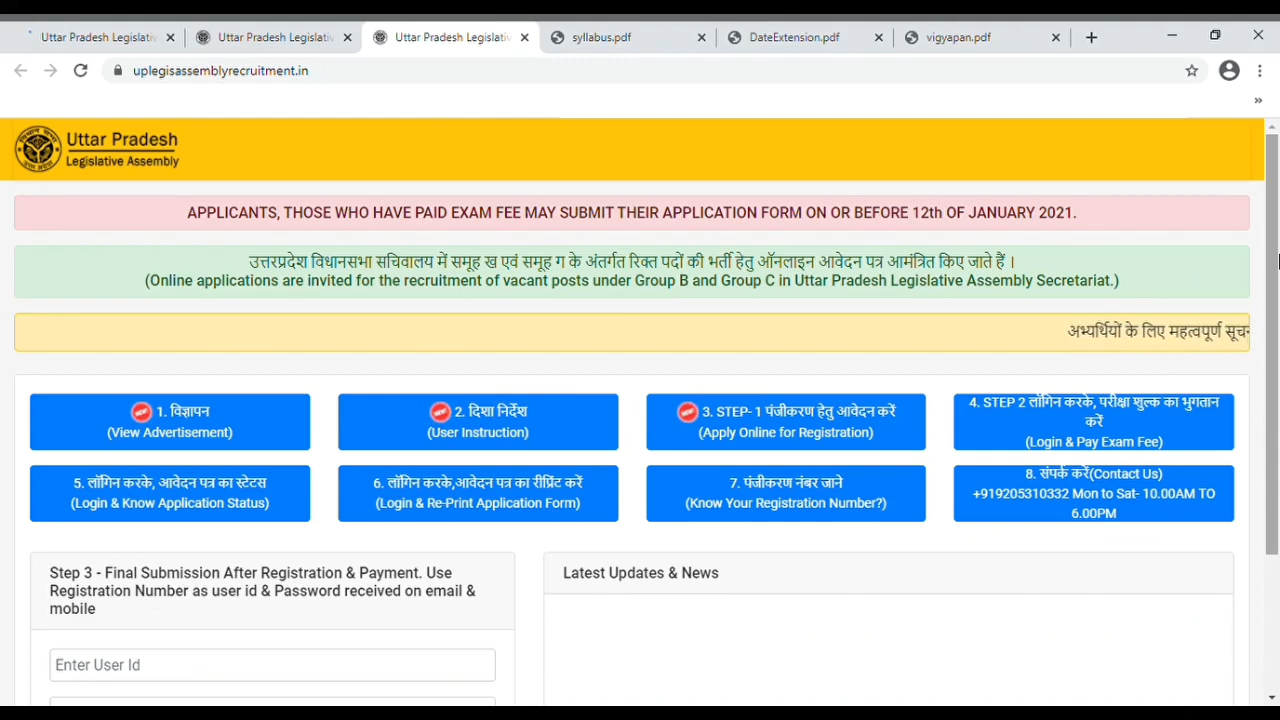 Uttar Pradesh Legislativ
Uttar Pradesh Legislativ
Uttar Pradesh Legislativ
syllabus.pdf
DateExtension.pdf
vigyapan.pdf
uplegisassemblyrecruitment.in
Uttar Pradesh
Legislative Assembly
APPLICANTS, THOSE WHO HAVE PAID EXAM FEE MAY SUBMIT THEIR APPLICATION FORM ON OR BEFORE 12th OF JANUARY 2021.
उत्तरप्रदेश विधानसभा सचिवालय में समूह ख एवं समूह ग के अंतर्गत रिक्त पदों की भर्ती हेतु ऑनलाइन आवेदन पत्र आमंत्रित किए जाते हैं ।
(Online applications are invited for the recruitment of vacant posts under Group B and Group C in Uttar Pradesh Legislative Assembly Secretariat.)
अभ्यर्थियों के लिए महत्वपूर्ण सूच
NEW 1. विज्ञापन
(View Advertisement)
NEW 2. दिशा निर्देश
(User Instruction)
NEW 3. STEP- 1 पंजीकरण हेतु आवेदन करें
(Apply Online for Registration)
4. STEP 2 लॉगिन करके, परीक्षा शुल्क का भुगतान
करें
(Login & Pay Exam Fee)
5. लॉगिन करके, आवेदन पत्र का स्टेटस
(Login & Know Application Status)
6. लॉगिन करके,आवेदन पत्र का रीप्रिंट करें
(Login & Re-Print Application Form)
7. पंजीकरण नंबर जाने
(Know Your Registration Number?)
8. संपर्क करें(Contact Us)
+919205310332 Mon to Sat- 10.00AM TO
6.00PM
Step 3 - Final Submission After Registration & Payment. Use
Registration Number as user id & Password received on email &
mobile
Enter User Id
Latest Updates & News